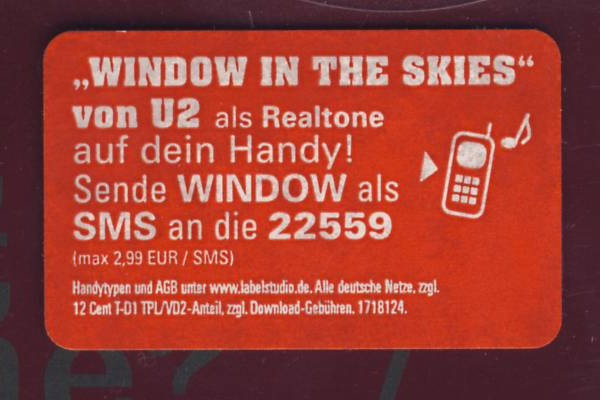 „WINDOW IN THE SKIES“
von U2 als Realtone
auf dein Handy!
Sende WINDOW als
SMS an die 22559
(max 2,99 EUR / SMS)
Handytypen und AGB unter www.labelstudio.de. Alle deutsche Netze, zzgl.
12 Cent T-D1 TPL/VD2-Anteil, zzgl. Download-Gebühren. 1718124.
he?